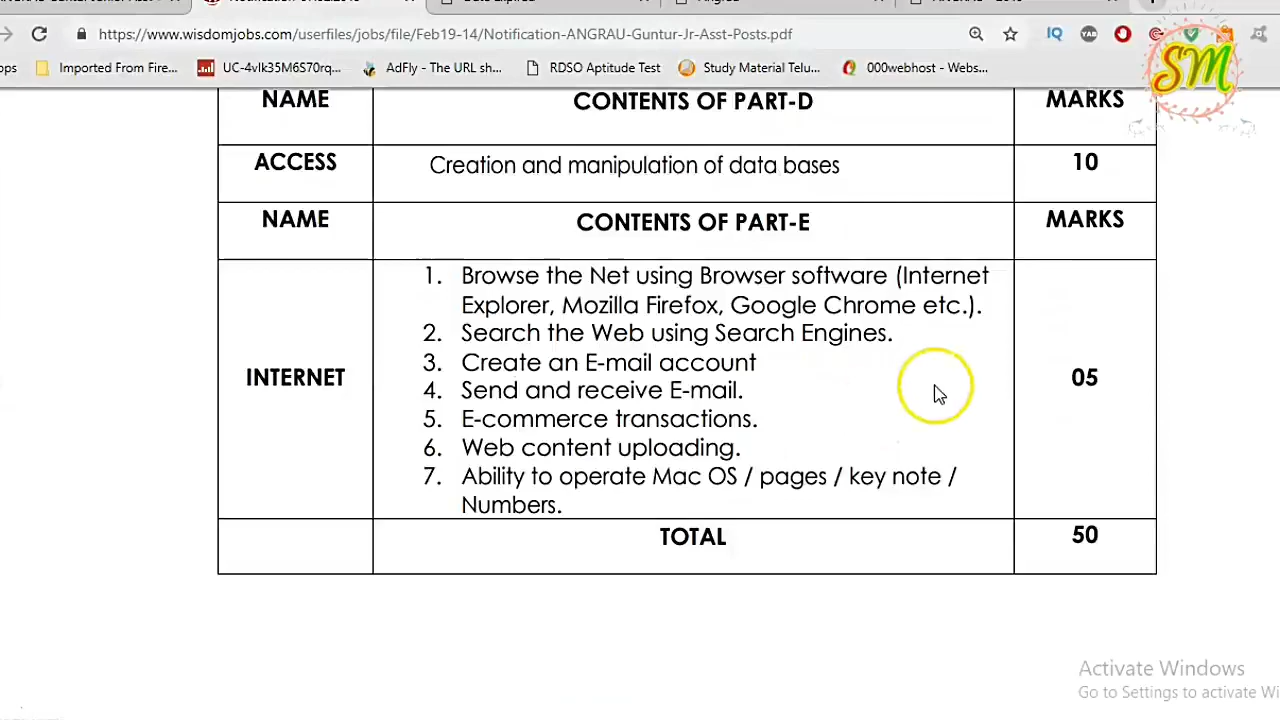 https://www.wisdomjobs.com/userfiles/jobs/file/Feb19-14/Notification-ANGRAU-Guntur-Jr-Asst-Posts.pdf
IQ
YAB
Imported From Fire...
UC-4vIk35M6S70rq...
AdFly - The URL sh...
RDSO Aptitude Test
Study Material Telu...
000webhost - Webs...
SM
NAME CONTENTS OF PART-D MARKS
ACCESS Creation and manipulation of data bases 10
NAME CONTENTS OF PART-E MARKS
INTERNET
1. Browse the Net using Browser software (Internet
Explorer, Mozilla Firefox, Google Chrome etc.).
2. Search the Web using Search Engines.
3. Create an E-mail account
4. Send and receive E-mail.
5. E-commerce transactions.
6. Web content uploading.
7. Ability to operate Mac OS / pages / key note /
Numbers.
05
TOTAL 50
Activate Windows
Go to Settings to activate Wi